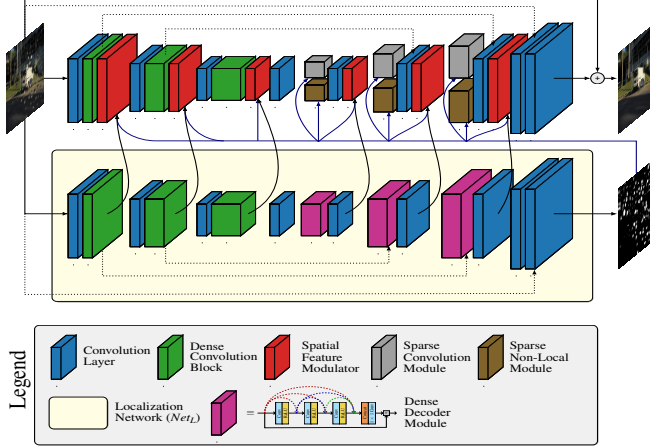 Legend
Convolution
Layer
Dense
Convolution
Block
Spatial
Feature
Modulator
Sparse
Convolution
Module
Sparse
Non-Local
Module
Localization
Network (NetL)
=
Dense
Decoder
Module